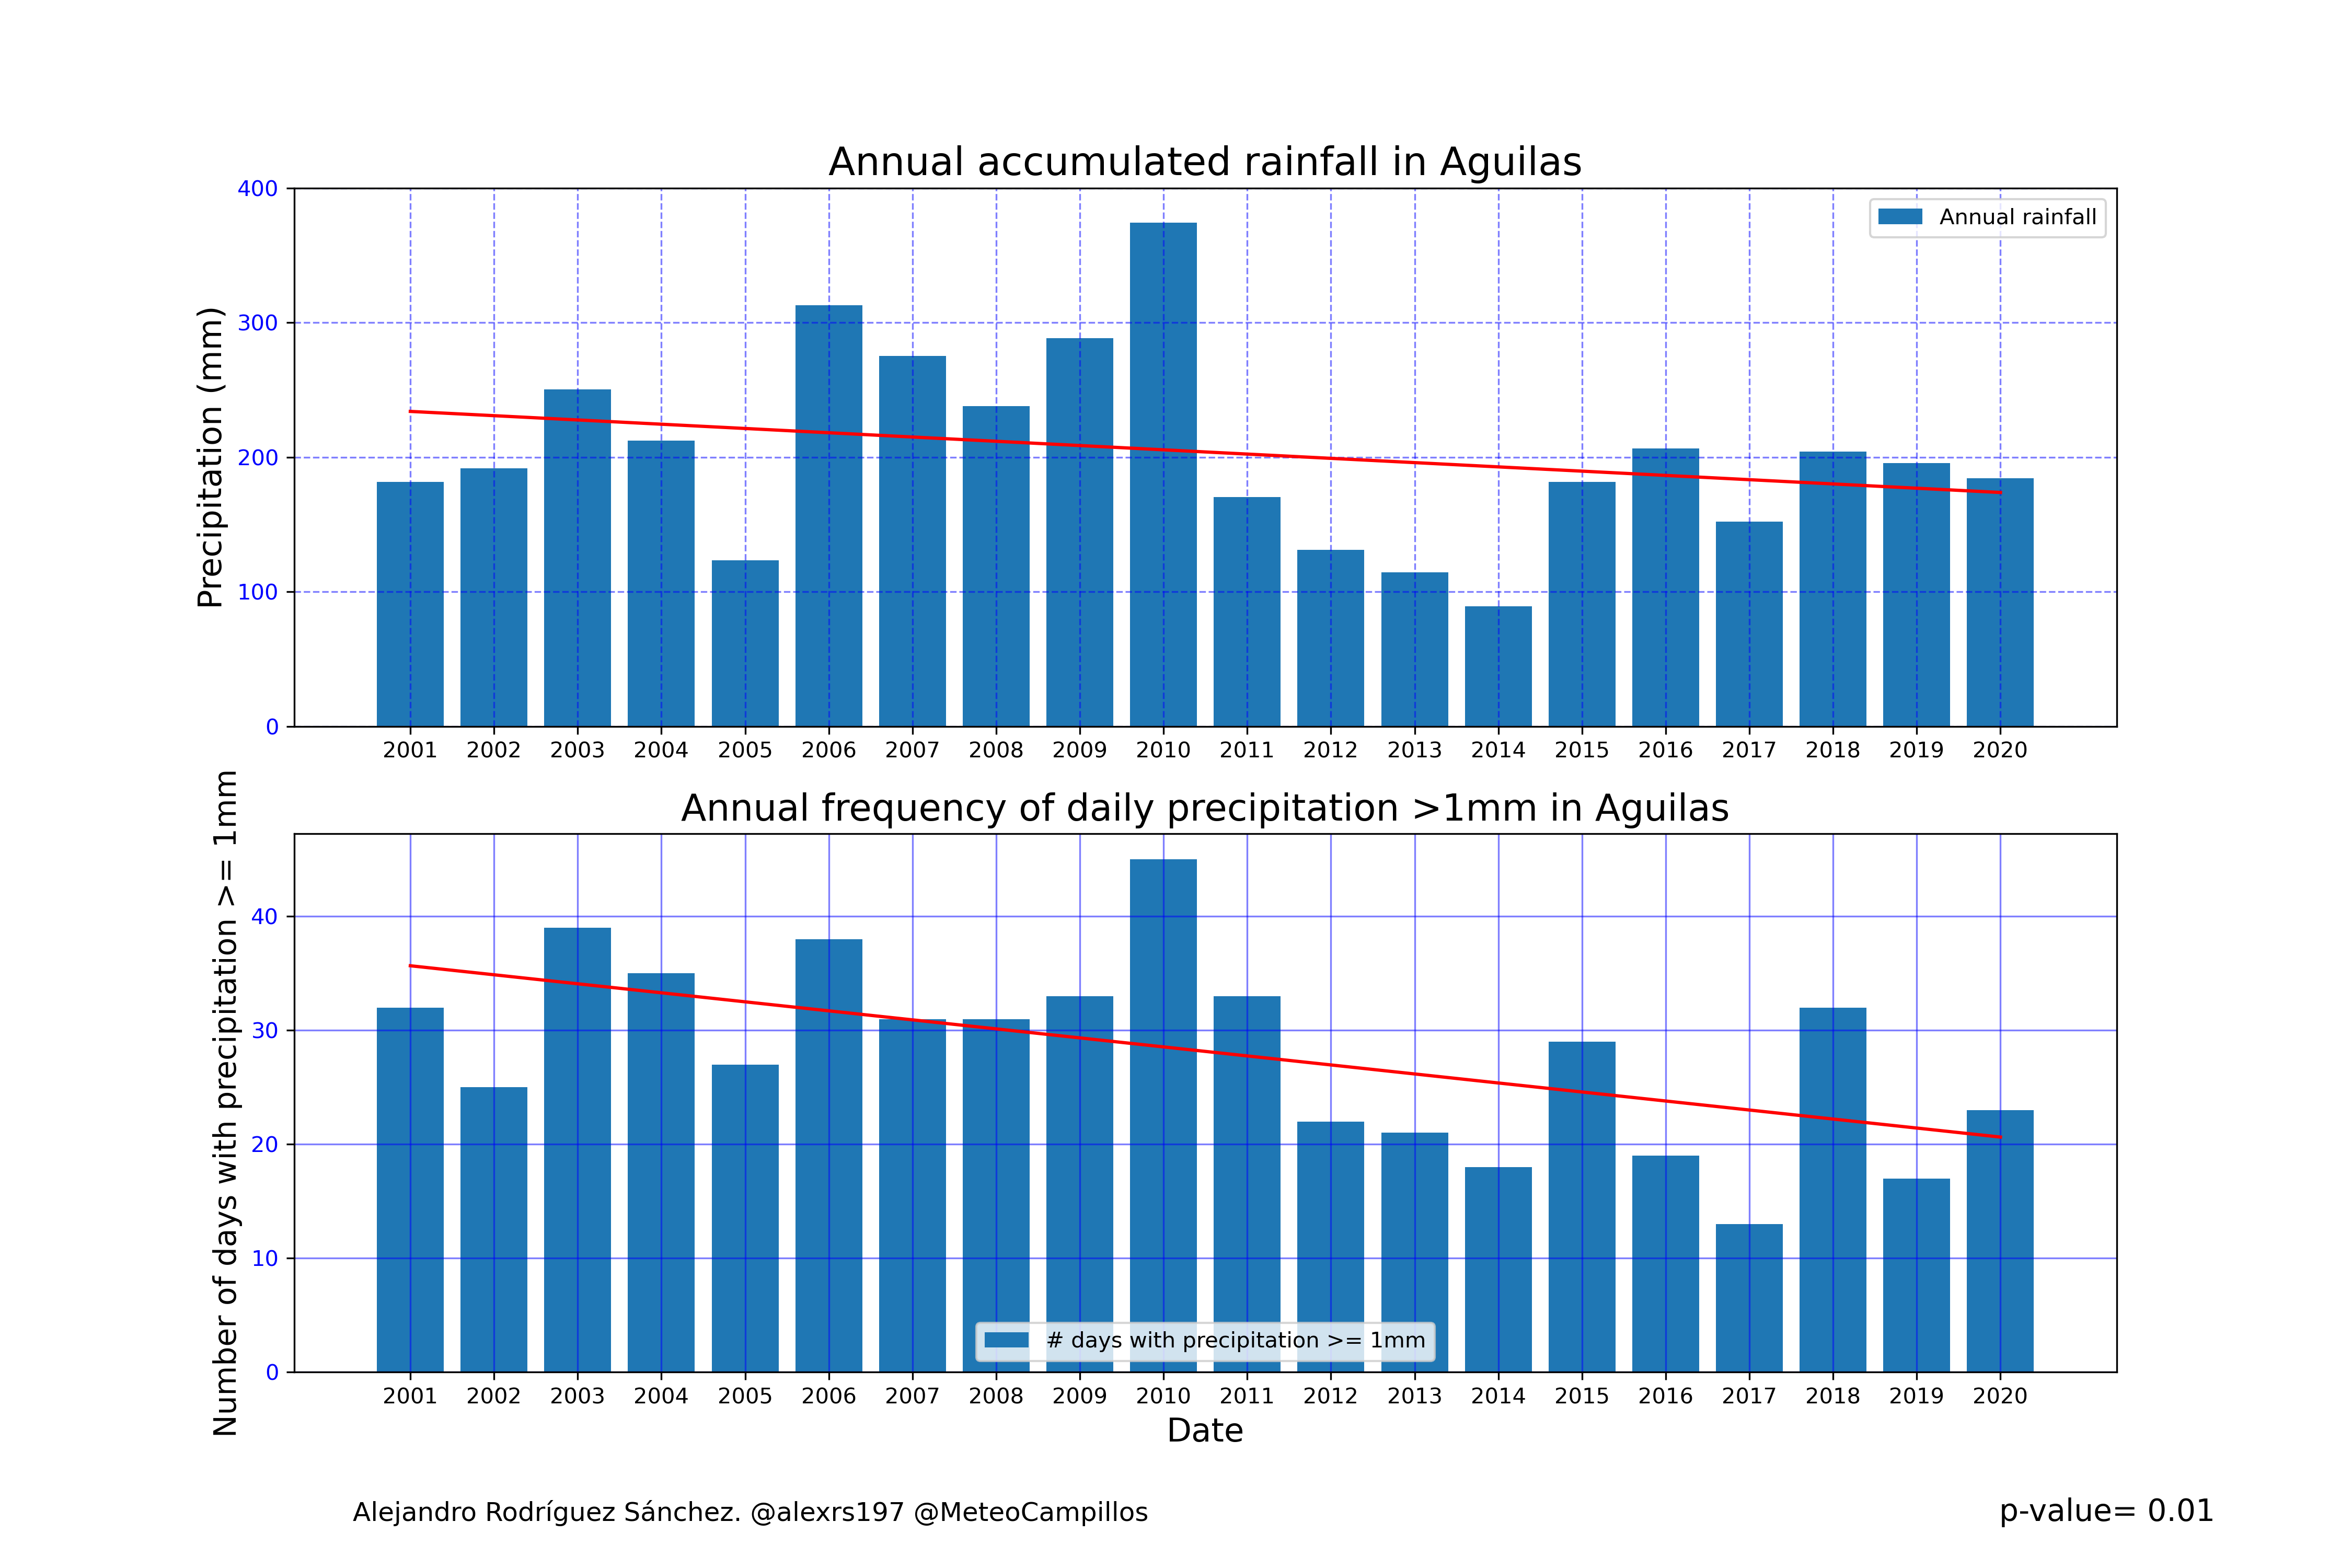 Annual accumulated rainfall in Aguilas
Precipitation (mm)
400
300
200
100
0
Annual rainfall
2001 2002 2003 2004 2005 2006 2007 2008 2009 2010 2011 2012 2013 2014 2015 2016 2017 2018 2019 2020
Annual frequency of daily precipitation >1mm in Aguilas
Number of days with precipitation >= 1mm
40
30
20
10
0
# days with precipitation >= 1mm
2001 2002 2003 2004 2005 2006 2007 2008 2009 2010 2011 2012 2013 2014 2015 2016 2017 2018 2019 2020
Date
Alejandro Rodríguez Sánchez. @alexrs197 @MeteoCampillos
p-value= 0.01